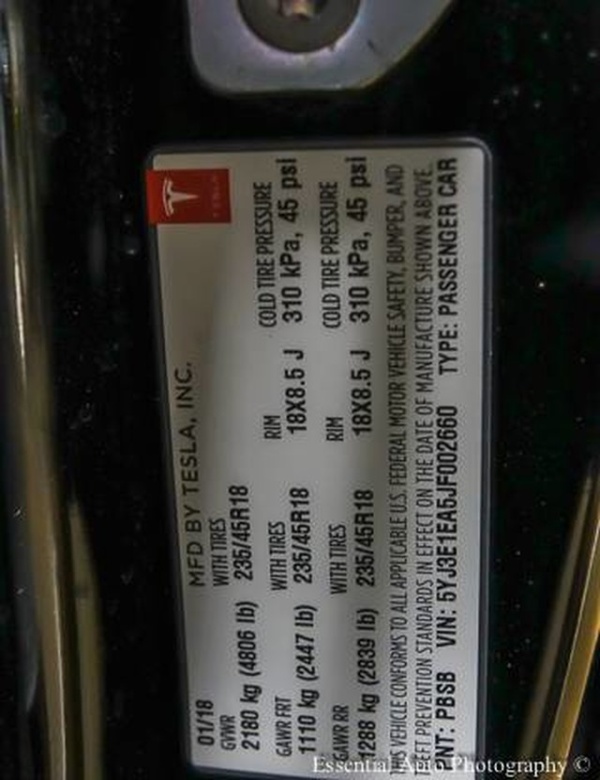 TESLA
MFD BY TESLA, INC.
01/18
GVWR WITH TIRES RIM COLD TIRE PRESSURE
2180 kg (4806 lb) 235/45R18 18X8.5 J 310 kPa, 45 psi
GAWR FRT WITH TIRES RIM COLD TIRE PRESSURE
1110 kg (2447 lb) 235/45R18 18X8.5 J 310 kPa, 45 psi
GAWR RR WITH TIRES
1288 kg (2839 lb) 235/45R18
VEHICLE CONFORMS TO ALL APPLICABLE U.S. FEDERAL MOTOR VEHICLE SAFETY, BUMPER, AND
EFT PREVENTION STANDARDS IN EFFECT ON THE DATE OF MANUFACTURE SHOWN ABOVE.
NT: PBSB VIN: 5YJ3E1EA5JF002660 TYPE: PASSENGER CAR
Essential Auto Photography ©